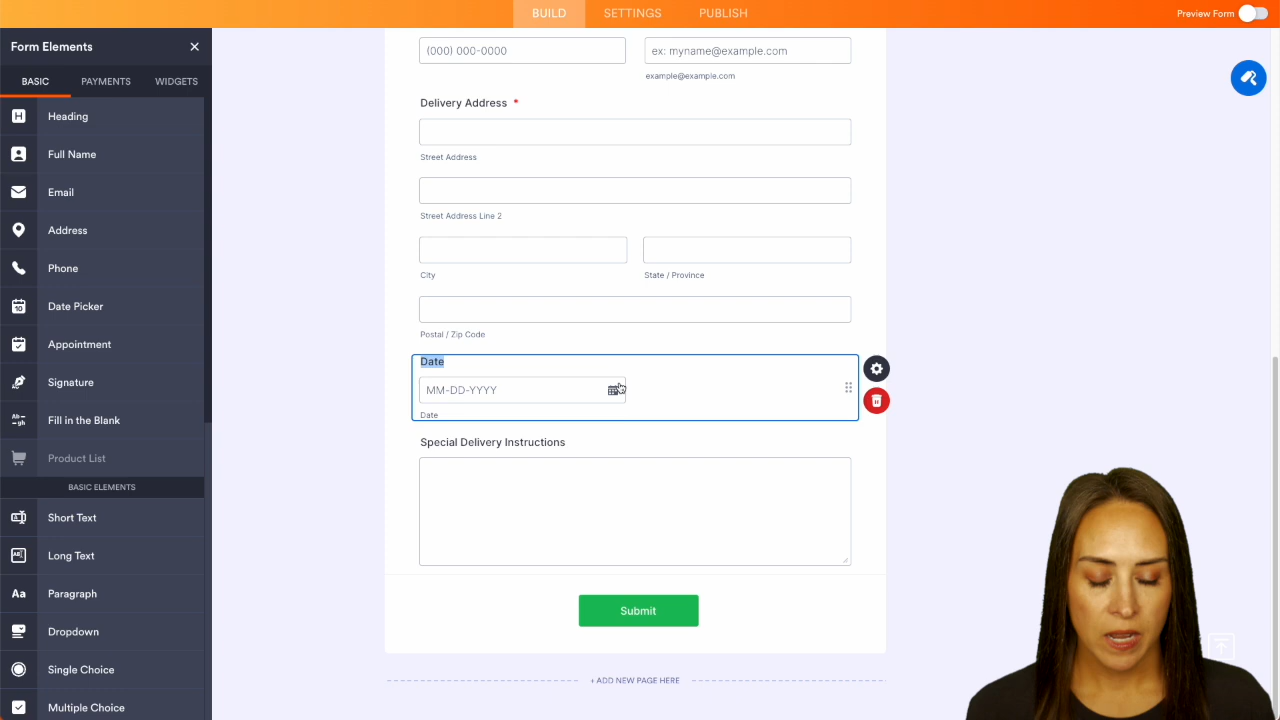 BUILD SETTINGS PUBLISH
Preview Form
Form Elements
BASIC PAYMENTS WIDGETS
Heading
Full Name
Email
Address
Phone
Date Picker
Appointment
Signature
Fill in the Blank
Product List
BASIC ELEMENTS
Short Text
Long Text
Paragraph
Dropdown
Single Choice
Multiple Choice
(000) 000-0000 ex: myname@example.com
example@example.com
Delivery Address *
Street Address
Street Address Line 2
City State / Province
Postal / Zip Code
Date
MM-DD-YYYY
Date
Special Delivery Instructions
Submit
+ ADD NEW PAGE HERE